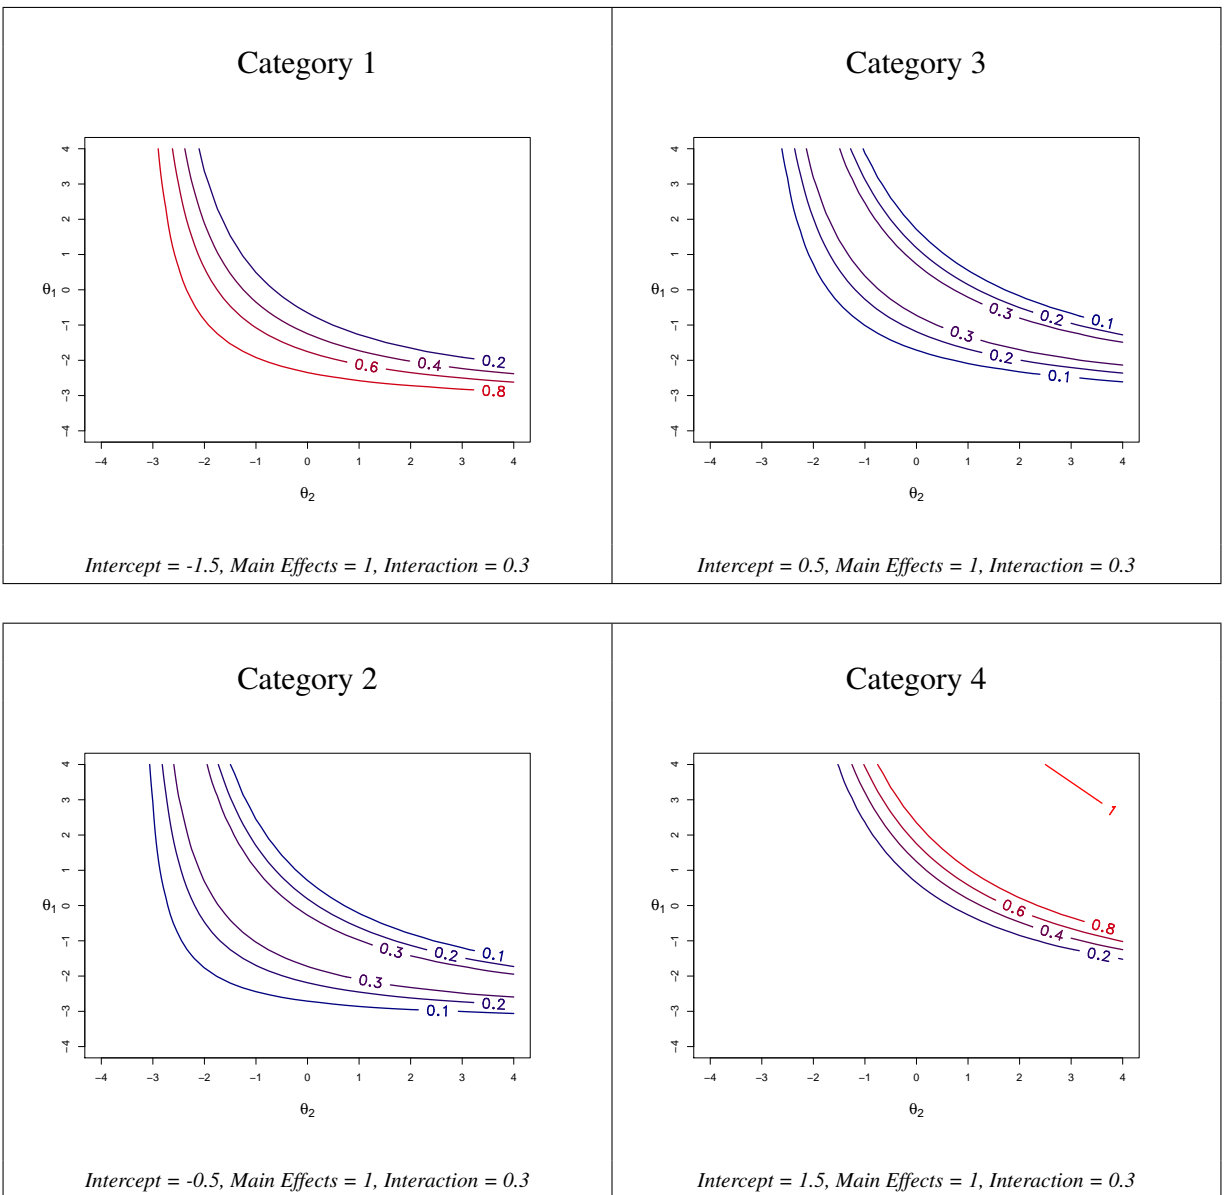 Category 1
4
3
2
1
0
−1
−2
−3
−4
θ1
0.2
0.4
0.6
0.8
−4 −3 −2 −1 0 1 2 3 4
θ2
Intercept = -1.5, Main Effects = 1, Interaction = 0.3
Category 3
4
3
2
1
0
−1
−2
−3
−4
θ1
0.1
0.2
0.3
0.3
0.2
0.1
−4 −3 −2 −1 0 1 2 3 4
θ2
Intercept = 0.5, Main Effects = 1, Interaction = 0.3
Category 2
4
3
2
1
0
−1
−2
−3
−4
θ1
0.1
0.2
0.3
0.3
0.2
0.1
−4 −3 −2 −1 0 1 2 3 4
θ2
Intercept = -0.5, Main Effects = 1, Interaction = 0.3
Category 4
4
3
2
1
0
−1
−2
−3
−4
θ1
1
0.6
0.8
0.4
0.2
−4 −3 −2 −1 0 1 2 3 4
θ2
Intercept = 1.5, Main Effects = 1, Interaction = 0.3